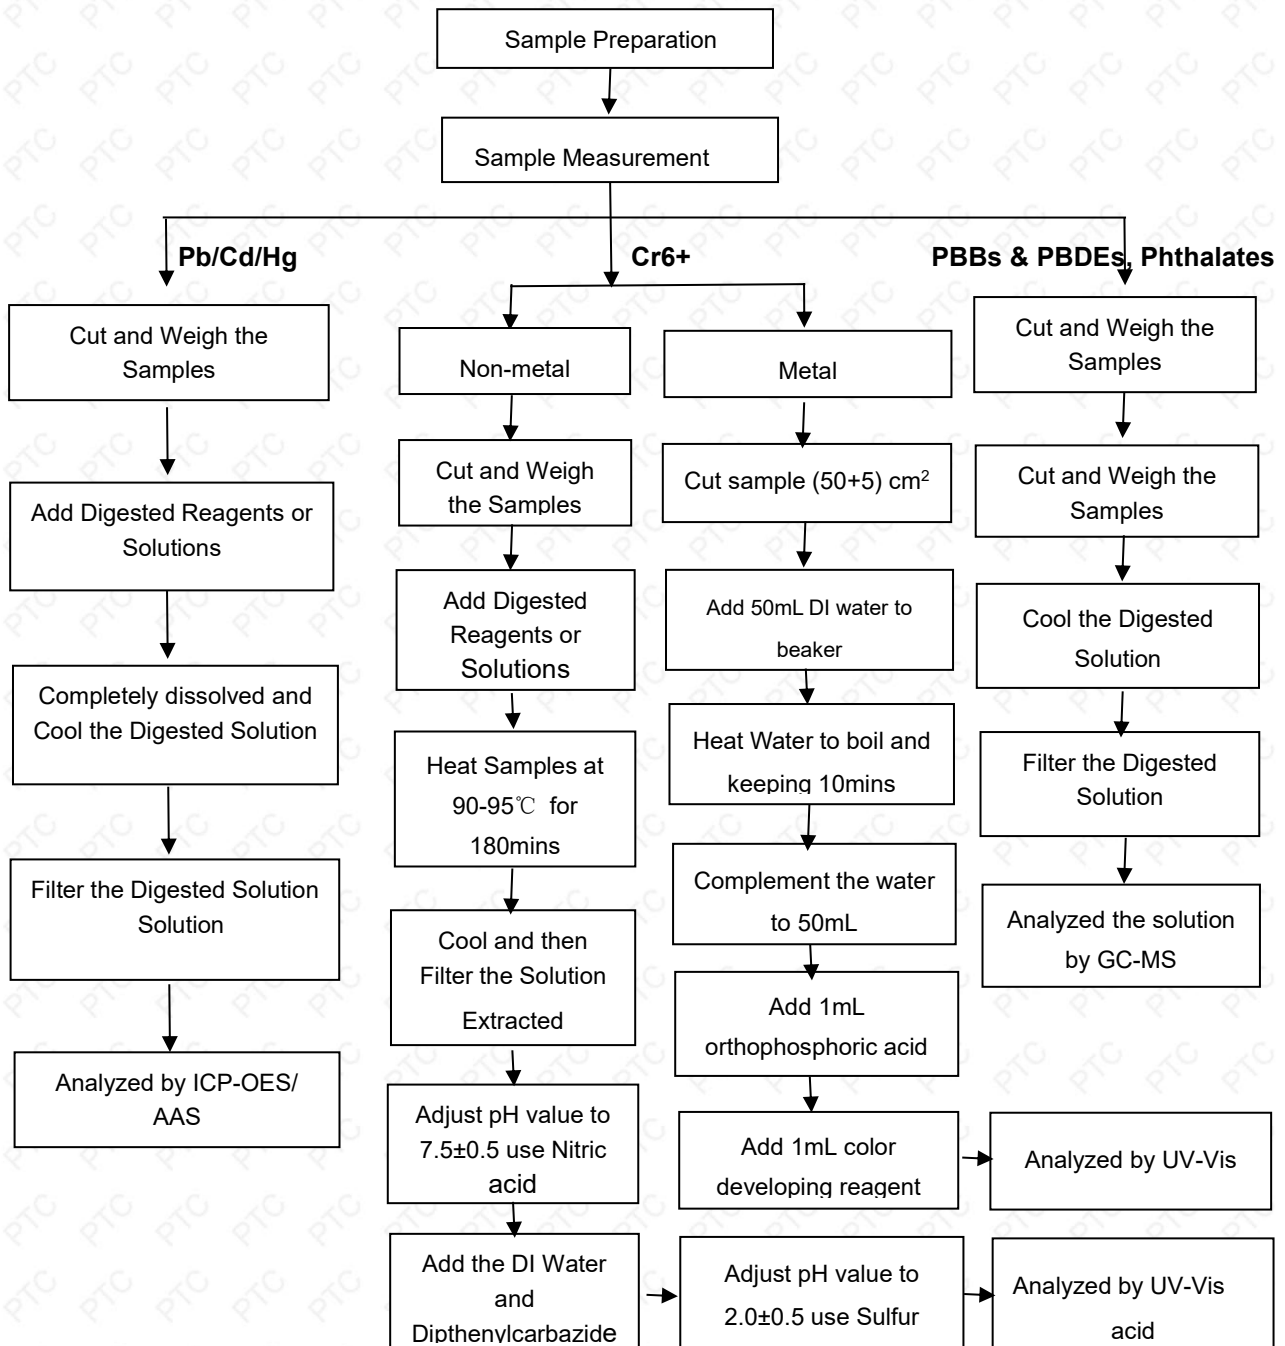 Sample Preparation
Sample Measurement
Pb/Cd/Hg
Cr6+
PBBs & PBDEs, Phthalates
Cut and Weigh the
Samples
Add Digested Reagents or
Solutions
Completely dissolved and
Cool the Digested Solution
Filter the Digested Solution
Solution
Analyzed by ICP-OES/
AAS
Non-metal
Cut and Weigh
the Samples
Add Digested
Reagents or
Solutions
Heat Samples at
90-95℃ for
180mins
Cool and then
Filter the Solution
Extracted
Adjust pH value to
7.5±0.5 use Nitric
acid
Add the DI Water
and
Dipthenylcarbazide
Adjust pH value to
2.0±0.5 use Sulfur
Analyzed by UV-Vis
acid
Metal
Cut sample (50+5) cm²
Add 50mL DI water to
beaker
Heat Water to boil and
keeping 10mins
Complement the water
to 50mL
Add 1mL
orthophosphoric acid
Add 1mL color
developing reagent
Analyzed by UV-Vis
Cut and Weigh the
Samples
Cut and Weigh the
Samples
Cool the Digested
Solution
Filter the Digested
Solution
Analyzed the solution
by GC-MS
PTC